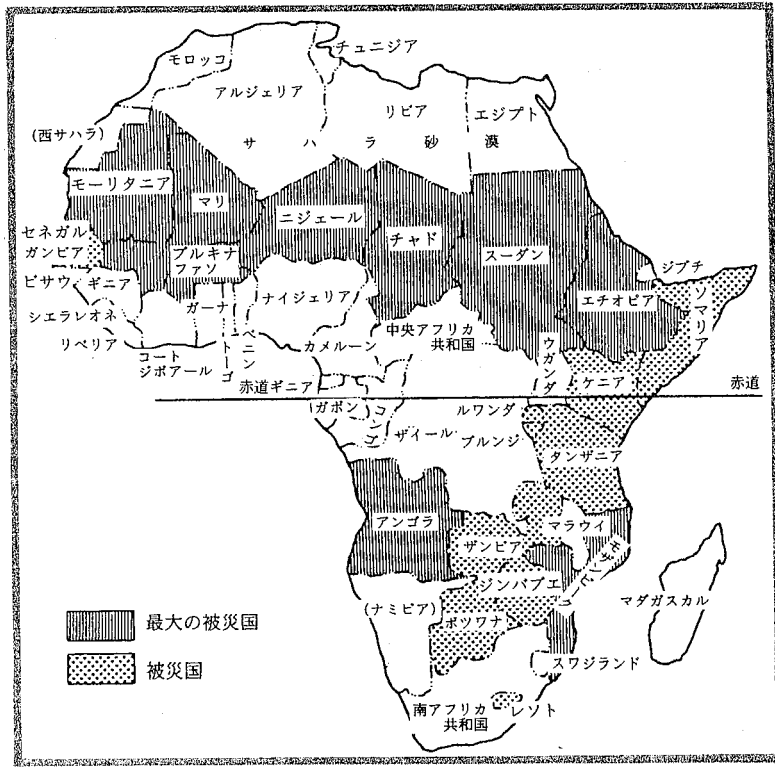 モロッコ
チュニジア
アルジェリア
リビア
エジプト
(西サハラ)
サハラ砂漠
モーリタニア
マリ
ニジェール
チャド
スーダン
セネガル
ガンビア
ブルキナ
ファソ
ジブチ
ビサウ
ギニア
ガーナ
ナイジェリア
エチオピア
ソマリア
シエラレオネ
リベリア
コート
ジボアール
トーゴ
ベニン
カメルーン
中央アフリカ
共和国
ウガンダ
ケニア
赤道ギニア
赤道
ガボン
コンゴ
ルワンダ
ザイール
ブルンジ
タンザニア
アンゴラ
マラウイ
ザンビア
モザンビーク
ジンバブエ
(ナミビア)
ボツワナ
マダガスカル
最大の被災国
被災国
スワジランド
南アフリカ
共和国
レソト